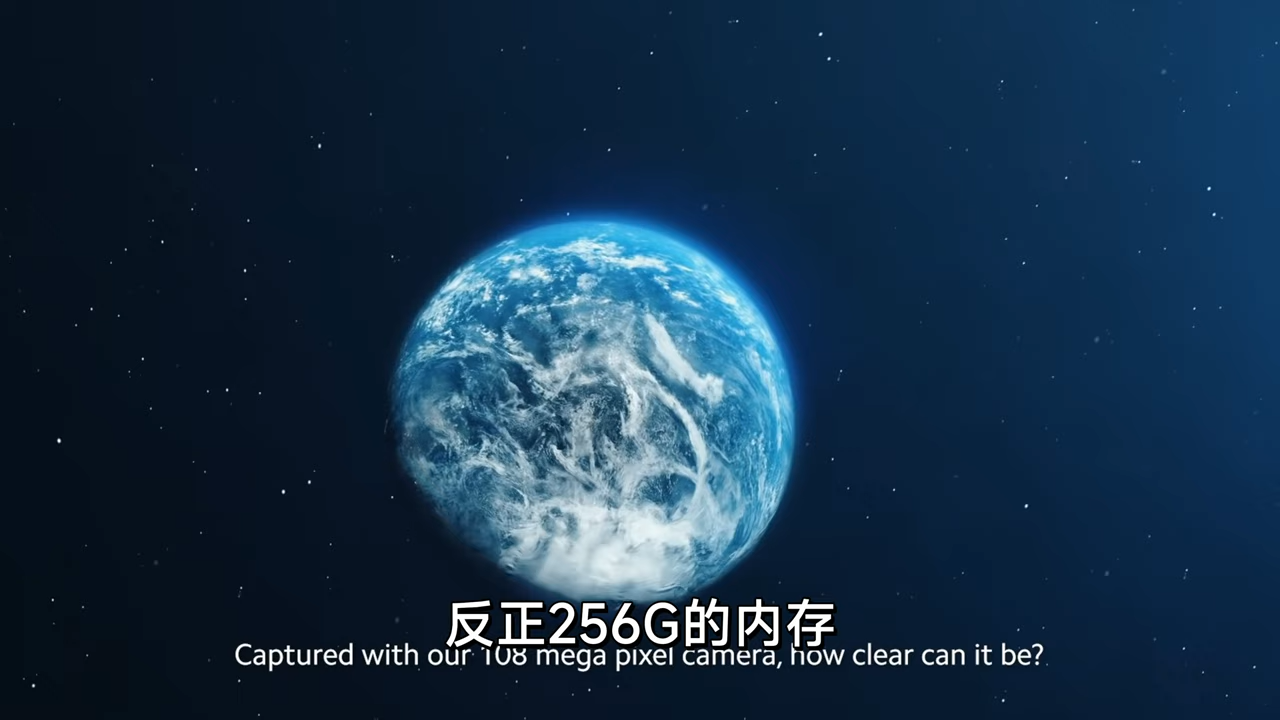 反正256G的内存
Captured with our 108 mega pixel camera, how clear can it be?